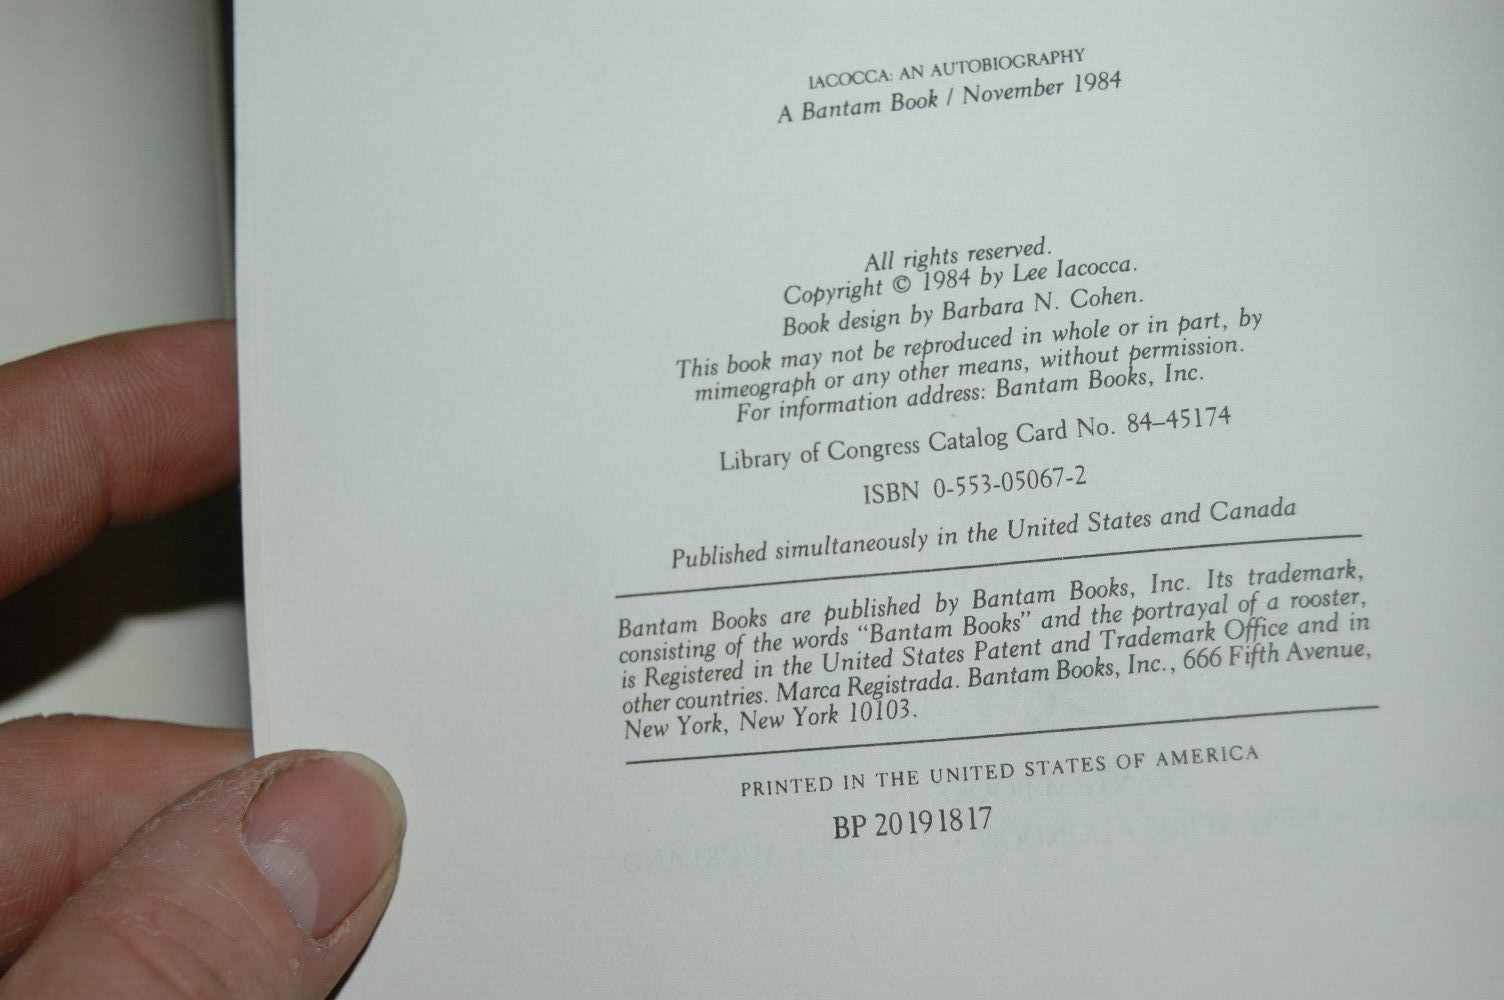 IACOCCA: AN AUTOBIOGRAPHY
A Bantam Book / November 1984
All rights reserved.
Copyright © 1984 by Lee Iacocca.
Book design by Barbara N. Cohen.
This book may not be reproduced in whole or in part, by
mimeograph or any other means, without permission.
For information address: Bantam Books, Inc.
Library of Congress Catalog Card No. 84–45174
ISBN 0-553-05067-2
Published simultaneously in the United States and Canada
Bantam Books are published by Bantam Books, Inc. Its trademark,
consisting of the words “Bantam Books” and the portrayal of a rooster,
is Registered in the United States Patent and Trademark Office and in
other countries. Marca Registrada. Bantam Books, Inc., 666 Fifth Avenue,
New York, New York 10103.
PRINTED IN THE UNITED STATES OF AMERICA
BP 20 19 18 17